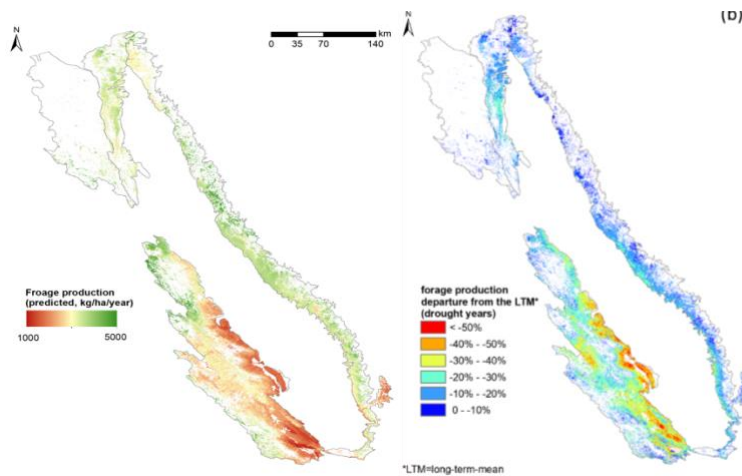 N
km
0 35 70 140
Froage production
(predicted, kg/ha/year)
1000 5000
(b)
N
forage production
departure from the LTM*
(drought years)
< -50%
-40% - -50%
-30% - -40%
-20% - -30%
-10% - -20%
0 - -10%
*LTM=long-term-mean